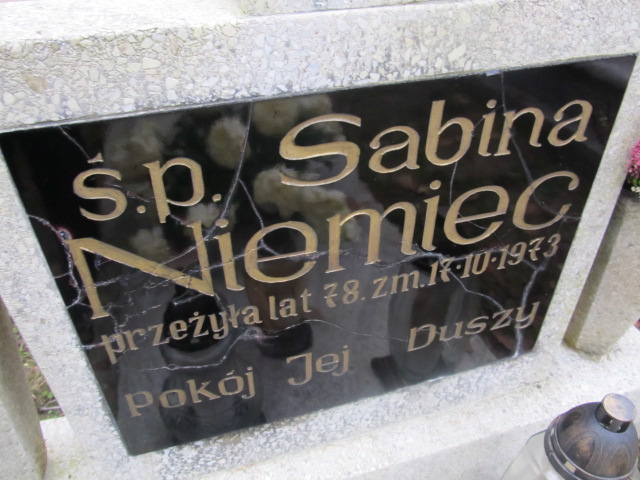 ś.p. Sabina
Niemiec
przeżyła lat 78. zm. 17.10.1973
Pokój Jej Duszy